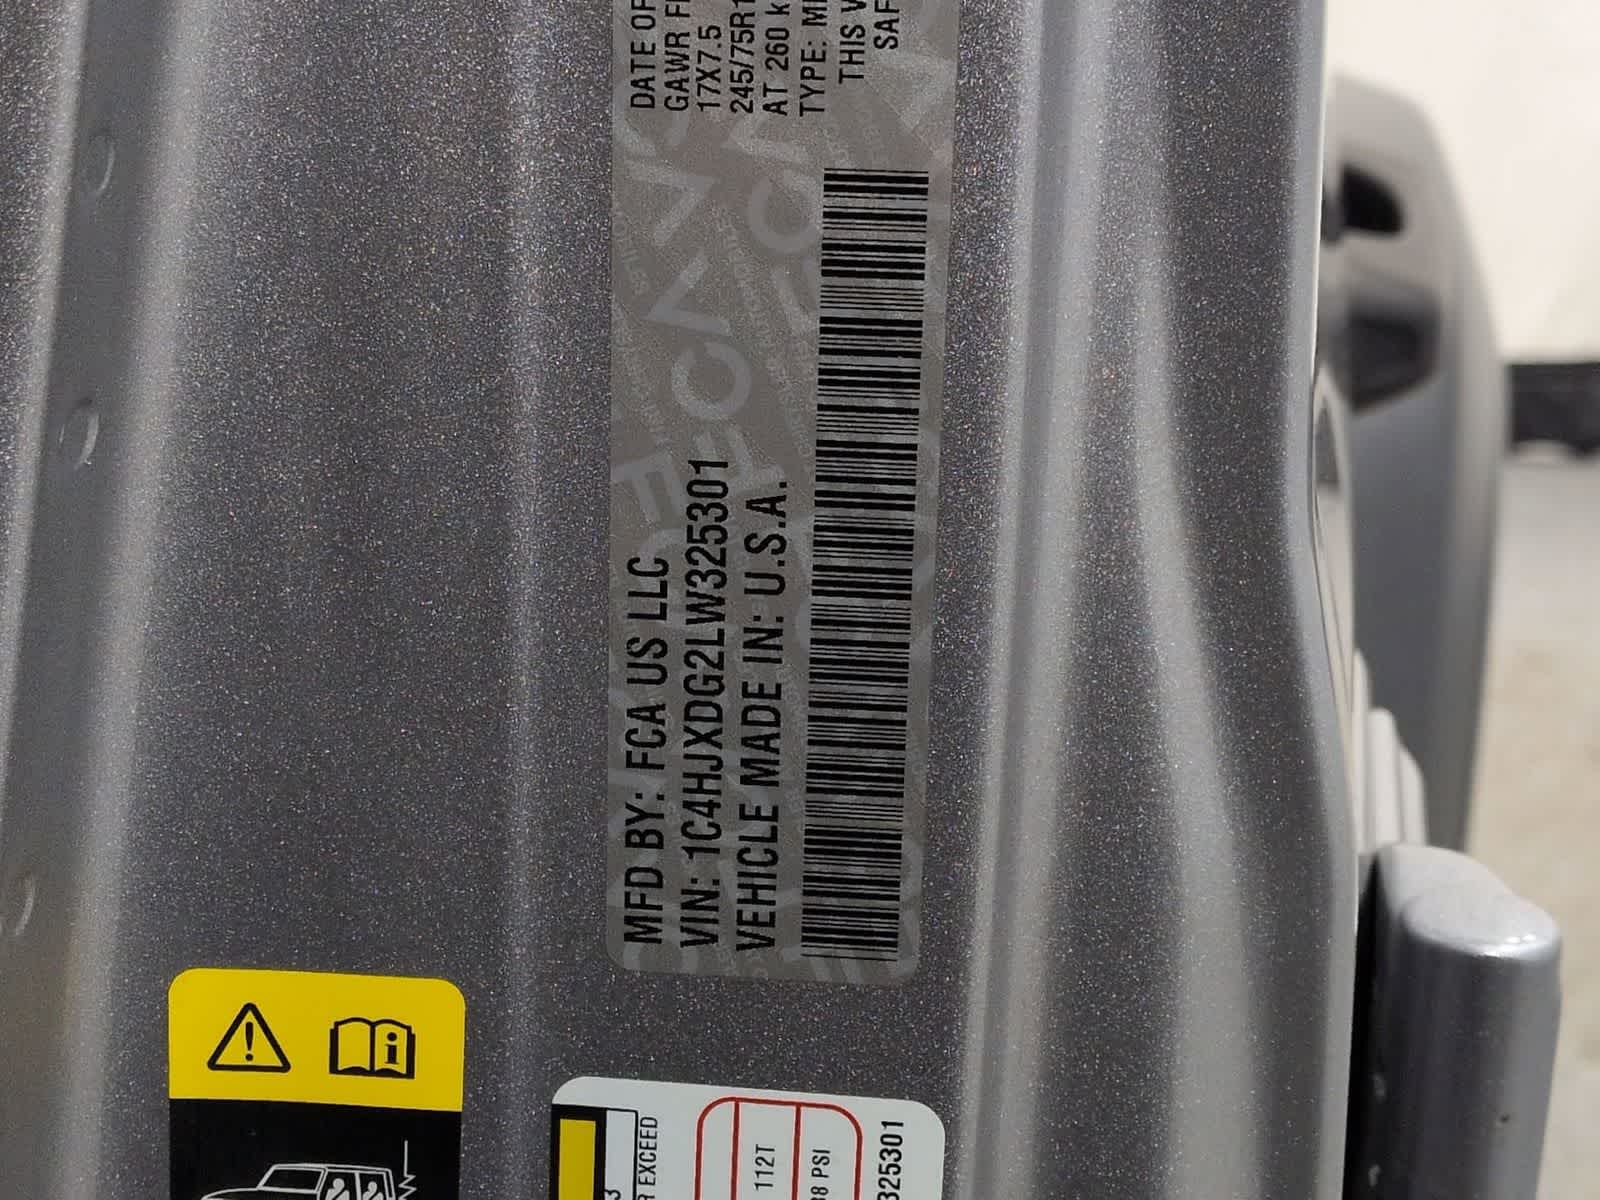 MFD BY: FCA US LLC
VIN: 1C4HJXDG2LW325301
VEHICLE MADE IN: U.S.A.
DATE OF
GAWR
17X7.5
245/75R1
AT 260 k
TYPE:
THIS
SAF
EXCEED
112T
PSI
325301